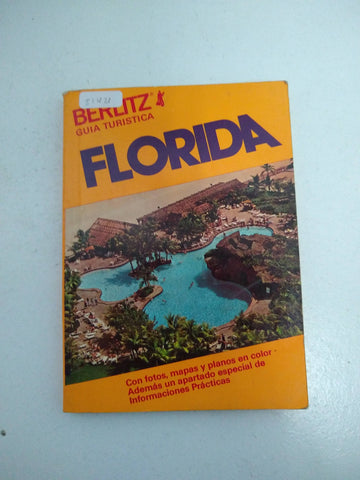 BERLITZ
GUIA TURISTICA
FLORIDA
Con fotos, mapas y planos en color -
Además un apartado especial de
Informaciones Prácticas